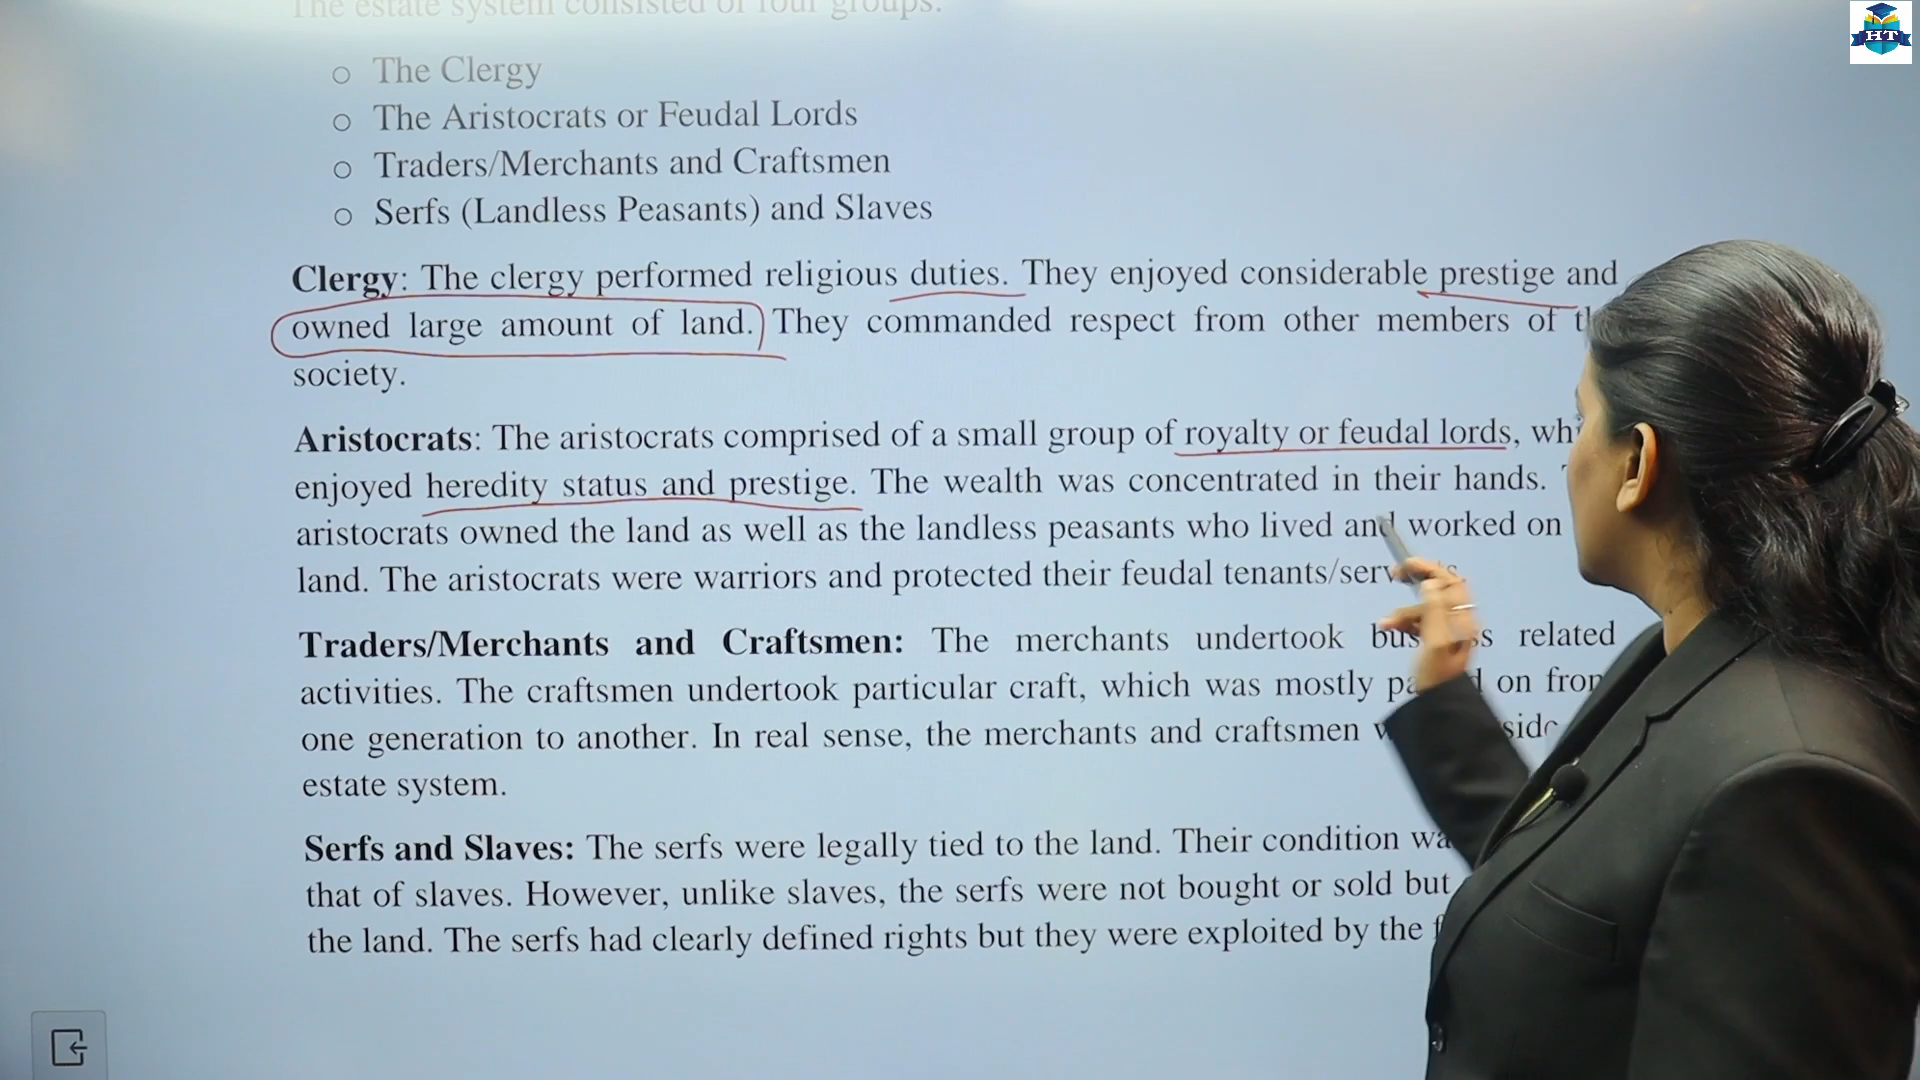 The estate system consisted of four groups:
HT
o The Clergy
o The Aristocrats or Feudal Lords
o Traders/Merchants and Craftsmen
o Serfs (Landless Peasants) and Slaves
Clergy: The clergy performed religious duties. They enjoyed considerable prestige and
owned large amount of land. They commanded respect from other members of
society.
Aristocrats: The aristocrats comprised of a small group of royalty or feudal lords,
enjoyed heredity status and prestige. The wealth was concentrated in their hands.
aristocrats owned the land as well as the landless peasants who lived and worked on
land. The aristocrats were warriors and protected their feudal
Traders/Merchants and Craftsmen: The merchants undertook related
activities. The craftsmen undertook particular craft, which was mostly on
one generation to another. In real sense, the merchants and craftsmen
estate system.
Serfs and Slaves: The serfs were legally tied to the land. Their condition
that of slaves. However, unlike slaves, the serfs were not bought or sold but
the land. The serfs had clearly defined rights but they were exploited by the